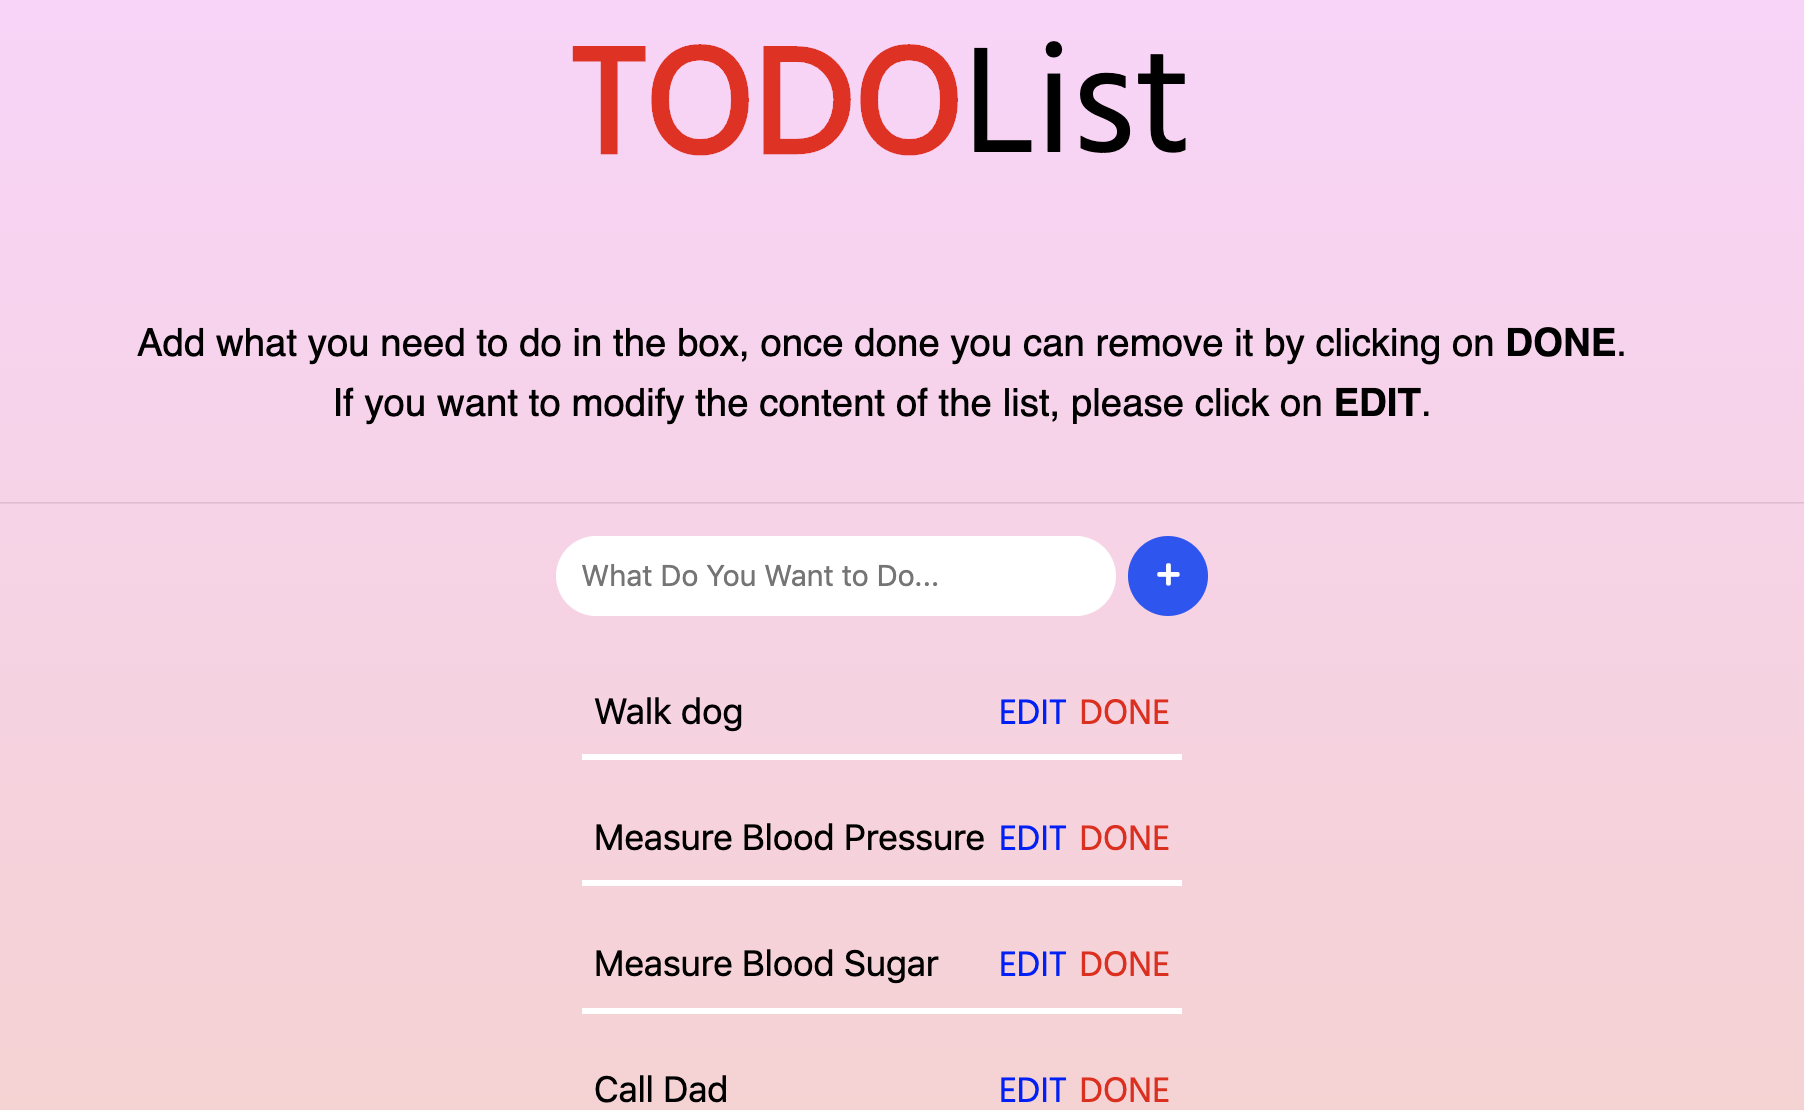 TODOList
Add what you need to do in the box, once done you can remove it by clicking on DONE.
If you want to modify the content of the list, please click on EDIT.
What Do You Want to Do...
+
Walk dog EDIT DONE
Measure Blood Pressure EDIT DONE
Measure Blood Sugar EDIT DONE
Call Dad EDIT DONE